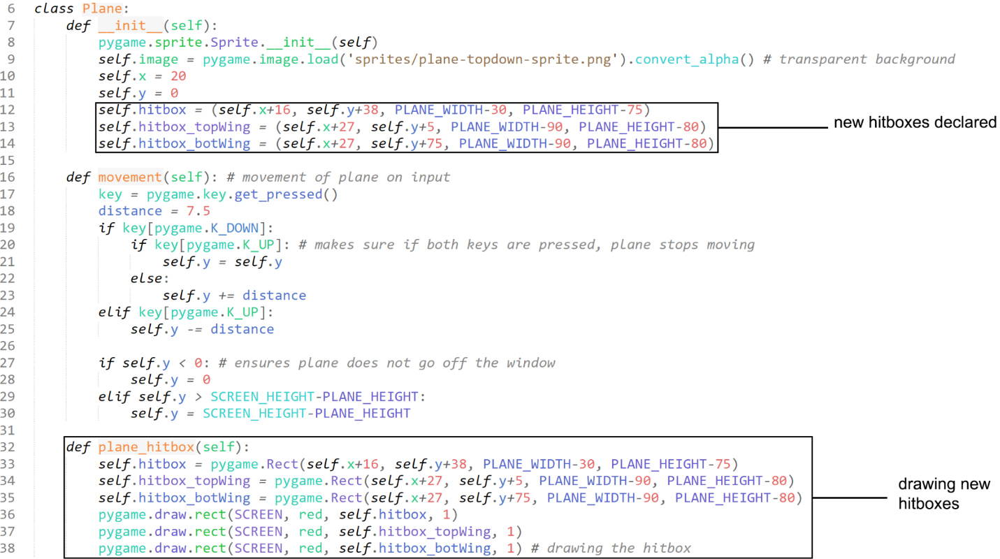 6 class Plane:
7     def __init__(self):
8         pygame.sprite.Sprite.__init__(self)
9         self.image = pygame.image.load('sprites/plane-topdown-sprite.png').convert_alpha() # transparent background
10         self.x = 20
11         self.y = 0
12         self.hitbox = (self.x+16, self.y+38, PLANE_WIDTH-30, PLANE_HEIGHT-75)
13         self.hitbox_topWing = (self.x+27, self.y+5, PLANE_WIDTH-90, PLANE_HEIGHT-80)
14         self.hitbox_botWing = (self.x+27, self.y+75, PLANE_WIDTH-90, PLANE_HEIGHT-80)
new hitboxes declared
15
16     def movement(self): # movement of plane on input
17         key = pygame.key.get_pressed()
18         distance = 7.5
19         if key[pygame.K_DOWN]:
20             if key[pygame.K_UP]: # makes sure if both keys are pressed, plane stops moving
21                 self.y = self.y
22             else:
23                 self.y += distance
24         elif key[pygame.K_UP]:
25             self.y -= distance
26
27         if self.y < 0: # ensures plane does not go off the window
28             self.y = 0
29         elif self.y > SCREEN_HEIGHT-PLANE_HEIGHT:
30             self.y = SCREEN_HEIGHT-PLANE_HEIGHT
31
32     def plane_hitbox(self):
33         self.hitbox = pygame.Rect(self.x+16, self.y+38, PLANE_WIDTH-30, PLANE_HEIGHT-75)
34         self.hitbox_topWing = pygame.Rect(self.x+27, self.y+5, PLANE_WIDTH-90, PLANE_HEIGHT-80)
35         self.hitbox_botWing = pygame.Rect(self.x+27, self.y+75, PLANE_WIDTH-90, PLANE_HEIGHT-80)
36         pygame.draw.rect(SCREEN, red, self.hitbox, 1)
37         pygame.draw.rect(SCREEN, red, self.hitbox_topWing, 1)
38         pygame.draw.rect(SCREEN, red, self.hitbox_botWing, 1) # drawing the hitbox
drawing new
hitboxes